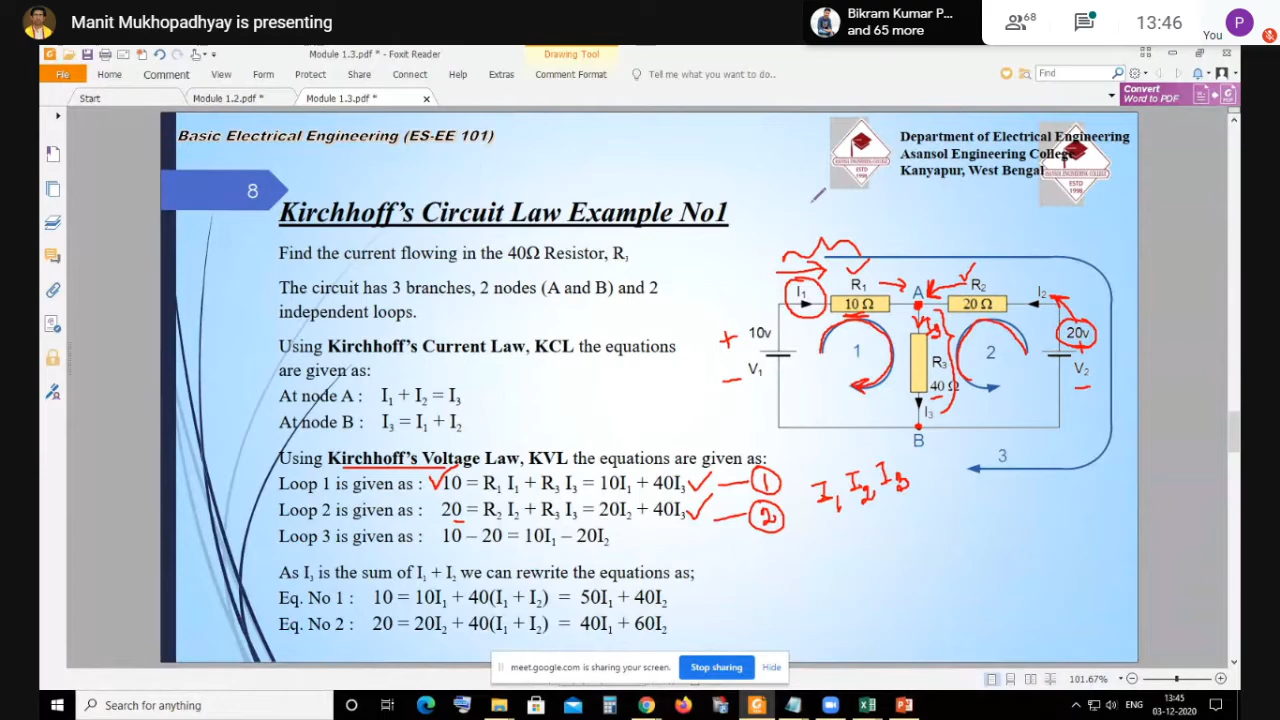 Manit Mukhopadhyay is presenting
Bikram Kumar P...
and 65 more
68
13:46
P
You
Module 1.3.pdf * - Foxit Reader
Drawing Tool
File
Home
Comment
View
Form
Protect
Share
Connect
Help
Extras
Comment Format
Tell me what you want to do..
Find
Start
Module 1.2.pdf *
Module 1.3.pdf *
Convert
Word to PDF
Basic Electrical Engineering (ES-EE 101)
Department of Electrical Engineering
Asansol Engineering College
Kanyapur, West Bengal
ESTD
1998
ESTD
1998
8
Kirchhoff's Circuit Law Example No1
Find the current flowing in the 40Ω Resistor, R₃
The circuit has 3 branches, 2 nodes (A and B) and 2
independent loops.
Using Kirchhoff's Current Law, KCL the equations
are given as:
At node A : I₁ + I₂ = I₃
At node B : I₃ = I₁ + I₂
Using Kirchhoff's Voltage Law, KVL the equations are given as:
Loop 1 is given as : 10 = R₁ I₁ + R₃ I₃ = 10I₁ + 40I₃ 1
Loop 2 is given as : 20 = R₂ I₂ + R₃ I₃ = 20I₂ + 40I₃ 2
Loop 3 is given as : 10 – 20 = 10I₁ – 20I₂
As I₃ is the sum of I₁ + I₂ we can rewrite the equations as;
Eq. No 1 : 10 = 10I₁ + 40(I₁ + I₂) = 50I₁ + 40I₂
Eq. No 2 : 20 = 20I₂ + 40(I₁ + I₂) = 40I₁ + 60I₂
R₁ A R₂
I₁ 10 Ω 20 Ω I₂
10v I₃ 20v
+ +
1 2
V₁ R₃ V₂
40 Ω
– –
I₃
B
3
I₁ I₂ I₃
meet.google.com is sharing your screen.
Stop sharing
Hide
101.67%
Search for anything
ENG
13:45
03-12-2020